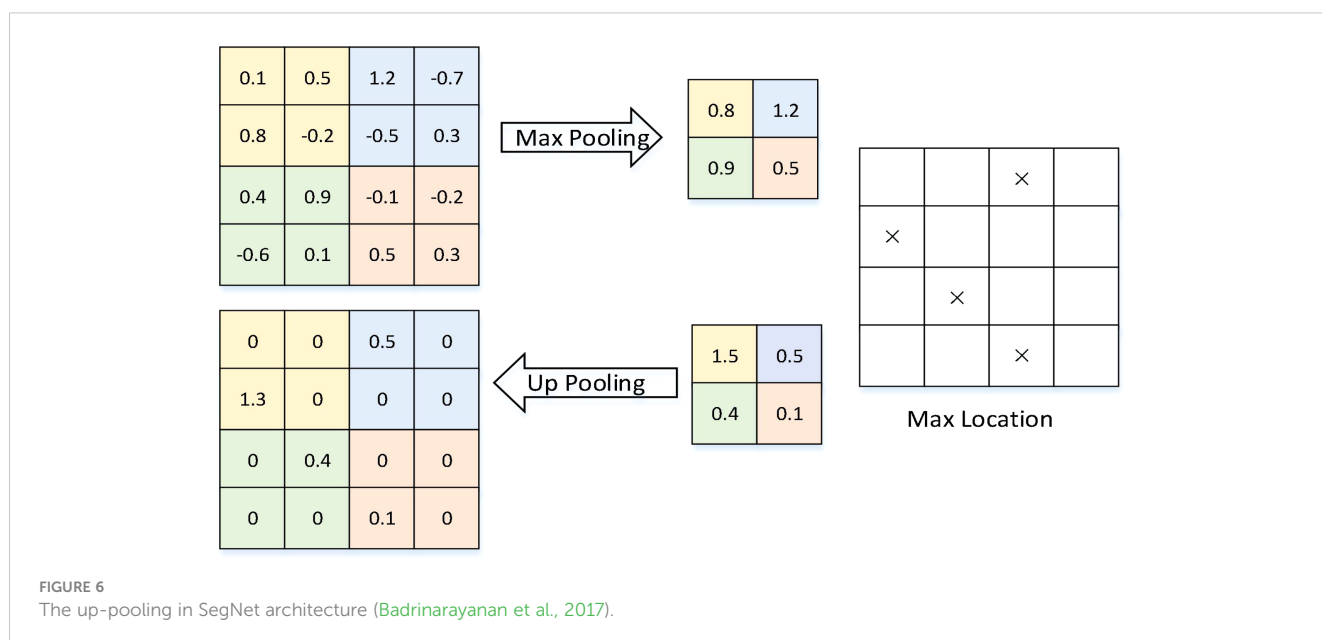 0.1 0.5 1.2 -0.7
0.8 -0.2 -0.5 0.3
0.4 0.9 -0.1 -0.2
-0.6 0.1 0.5 0.3
Max Pooling
0.8 1.2
0.9 0.5
×
×
×
×
Max Location
0 0 0.5 0
1.3 0 0 0
0 0.4 0 0
0 0 0.1 0
Up Pooling
1.5 0.5
0.4 0.1
FIGURE 6
The up-pooling in SegNet architecture (Badrinarayanan et al., 2017).